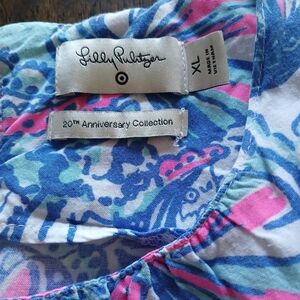 Lilly Pulitzer
XL
MADE IN
VIETNAM
20TH Anniversary Collection